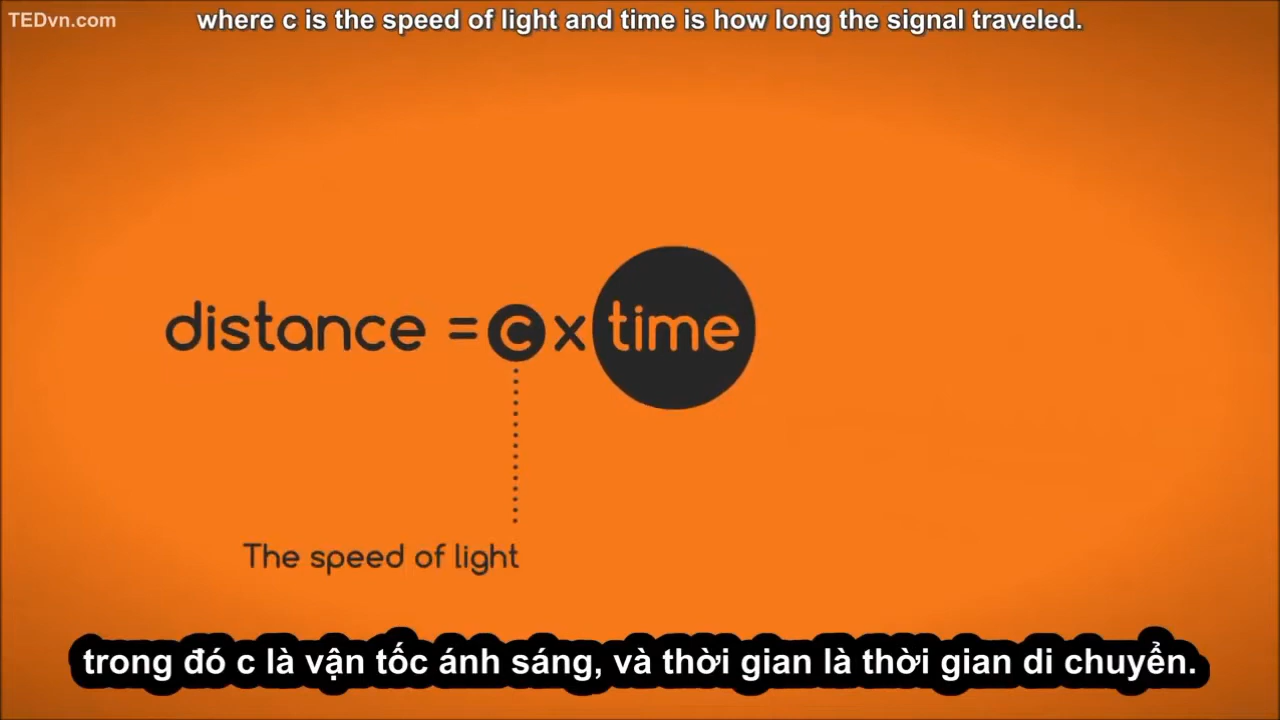 TEDvn.com
where c is the speed of light and time is how long the signal traveled.
distance = c x time
The speed of light
trong đó c là vận tốc ánh sáng, và thời gian là thời gian di chuyển.